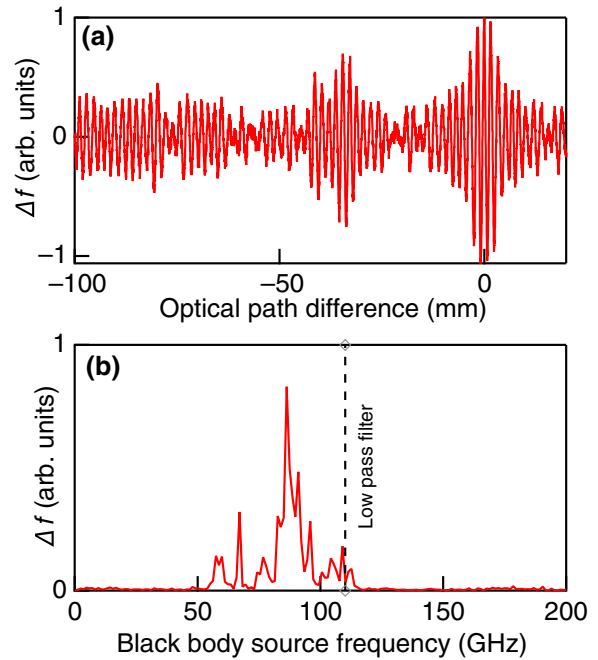 (a)
1
0
−1
Δf (arb. units)
−100
−50
0
Optical path difference (mm)
(b)
1
0
Δf (arb. units)
Low pass filter
0
50
100
150
200
Black body source frequency (GHz)